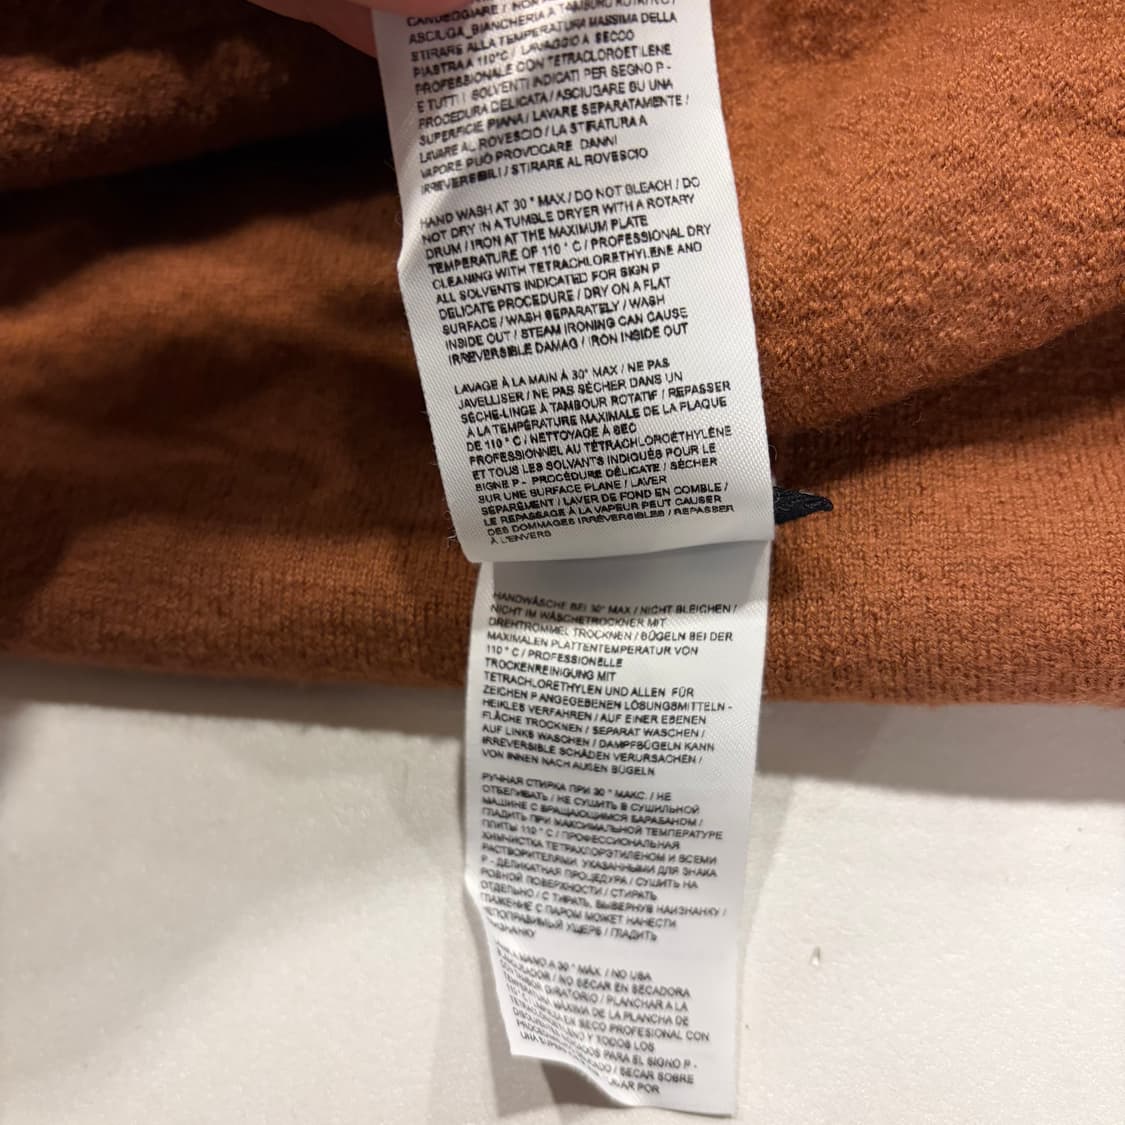 CANDEGGIARE / NON
ASCIUGA_BIANCHERIA A TAMBURO ROTATIVO /
STIRARE ALLA TEMPERATURA MASSIMA DELLA
PIASTRA A 110°C / LAVAGGIO A SECCO
PROFESSIONALE CON TETRACLOROETILENE
E TUTTI I SOLVENTI INDICATI PER SEGNO P -
PROCEDURA DELICATA / ASCIUGARE SU UNA
SUPERFICIE PIANA / LAVARE SEPARATAMENTE /
LAVARE AL ROVESCIO / LA STIRATURA A
VAPORE PUÒ PROVOCARE DANNI
IRREVERSIBILI / STIRARE AL ROVESCIO
HAND WASH AT 30 ° MAX / DO NOT BLEACH / DO
NOT DRY IN A TUMBLE DRYER WITH A ROTARY
DRUM / IRON AT THE MAXIMUM PLATE
TEMPERATURE OF 110 ° C / PROFESSIONAL DRY
CLEANING WITH TETRACHLORETHYLENE AND
ALL SOLVENTS INDICATED FOR SIGN P
DELICATE PROCEDURE / DRY ON A FLAT
SURFACE / WASH SEPARATELY / WASH
INSIDE OUT / STEAM IRONING CAN CAUSE
IRREVERSIBLE DAMAG / IRON INSIDE OUT
LAVAGE À LA MAIN À 30° MAX / NE PAS
JAVELLISER / NE PAS SÉCHER DANS UN
SÈCHE-LINGE À TAMBOUR ROTATIF / REPASSER
À LA TEMPÉRATURE MAXIMALE DE LA PLAQUE
DE 110 ° C / NETTOYAGE À SEC
PROFESSIONNEL AU TÉTRACHLOROÉTHYLÈNE
ET TOUS LES SOLVANTS INDIQUÉS POUR LE
SIGNE P - PROCÉDURE DÉLICATE / SÉCHER
SUR UNE SURFACE PLANE / LAVER
SÉPARÉMENT / LAVER DE FOND EN COMBLE /
LE REPASSAGE À LA VAPEUR PEUT CAUSER
DES DOMMAGES IRRÉVERSIBLES / REPASSER
À L'ENVERS
HANDWÄSCHE BEI 30° MAX / NICHT BLEICHEN /
NICHT IM WÄSCHETROCKNER MIT
DREHTROMMEL TROCKNEN / BÜGELN BEI DER
MAXIMALEN PLATTENTEMPERATUR VON
110 ° C / PROFESSIONELLE
TROCKENREINIGUNG MIT
TETRACHLORETHYLEN UND ALLEN FÜR
ZEICHEN P ANGEGEBENEN LÖSUNGSMITTELN -
HEIKLES VERFAHREN / AUF EINER EBENEN
FLÄCHE TROCKNEN / SEPARAT WASCHEN /
AUF LINKS WASCHEN / DAMPFBÜGELN KANN
IRREVERSIBLE SCHÄDEN VERURSACHEN /
VON INNEN NACH AUSEN BÜGELN
РУЧНАЯ СТИРКА ПРИ 30 ° МАКС. / НЕ
ОТБЕЛИВАТЬ / НЕ СУШИТЬ В СУШИЛЬНОЙ
МАШИНЕ С ВРАЩАЮЩИМСЯ БАРАБАНОМ /
ГЛАДИТЬ ПРИ МАКСИМАЛЬНОЙ ТЕМПЕРАТУРЕ
ПЛИТЫ 110 ° C / ПРОФЕССИОНАЛЬНАЯ
ХИМЧИСТКА ТЕТРАХЛОРЭТИЛЕНОМ И ВСЕМИ
РАСТВОРИТЕЛЯМИ, УКАЗАННЫМИ ДЛЯ ЗНАКА
P - ДЕЛИКАТНАЯ ПРОЦЕДУРА / СУШИТЬ НА
РОВНОЙ ПОВЕРХНОСТИ / СТИРАТЬ
ОТДЕЛЬНО / СТИРАТЬ, ВЫВЕРНУВ НАИЗНАНКУ /
ГЛАЖЕНИЕ С ПАРОМ МОЖЕТ НАНЕСТИ
НЕПОПРАВИМЫЙ УЩЕРБ / ГЛАДИТЬ
A MANO A 30 ° MÁX. / NO USA
/ NO SECAR EN SECADORA
GIRATORIO / PLANCHAR A LA
MÁXIMA DE LA PLANCHA DE
EN SECO PROFESIONAL CON
Y TODOS LOS
PARA EL SIGNO P -
/ SECAR SOBRE
POR